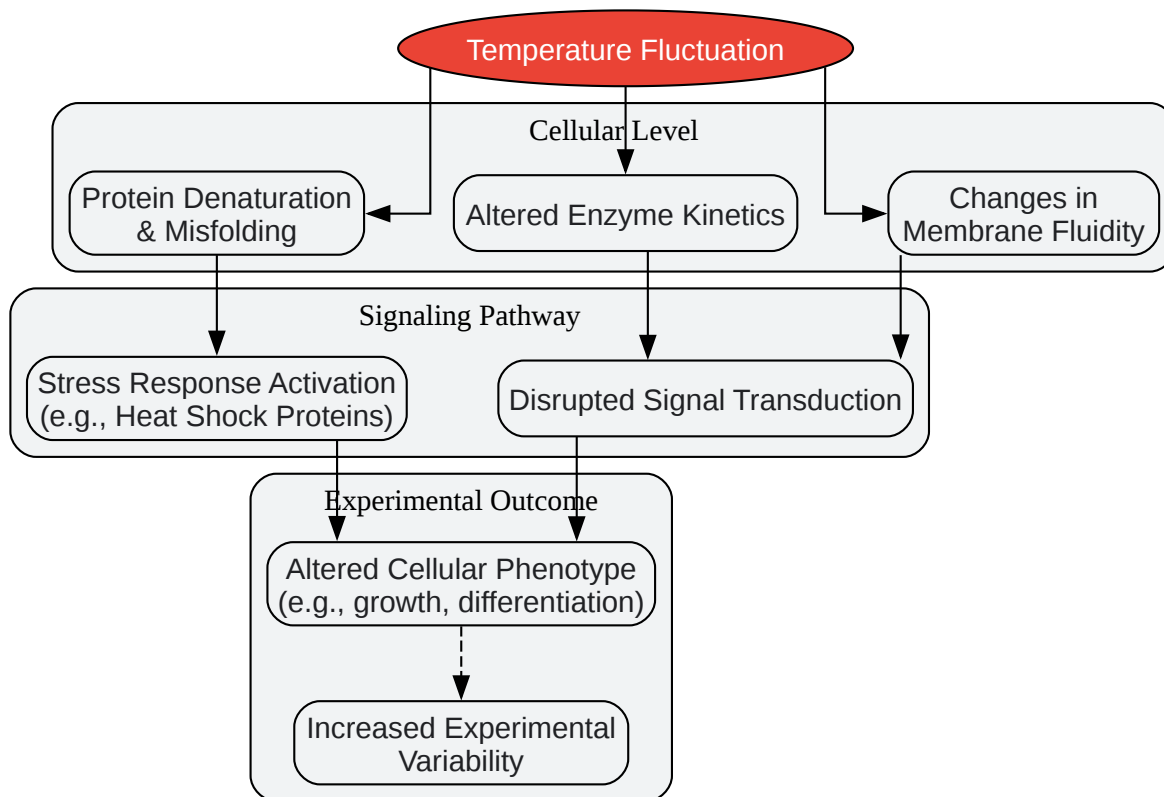 Temperature Fluctuation
Cellular Level
Protein Denaturation
& Misfolding
Altered Enzyme Kinetics
Changes in
Membrane Fluidity
Signaling Pathway
Stress Response Activation
(e.g., Heat Shock Proteins)
Disrupted Signal Transduction
Experimental Outcome
Altered Cellular Phenotype
(e.g., growth, differentiation)
Increased Experimental
Variability